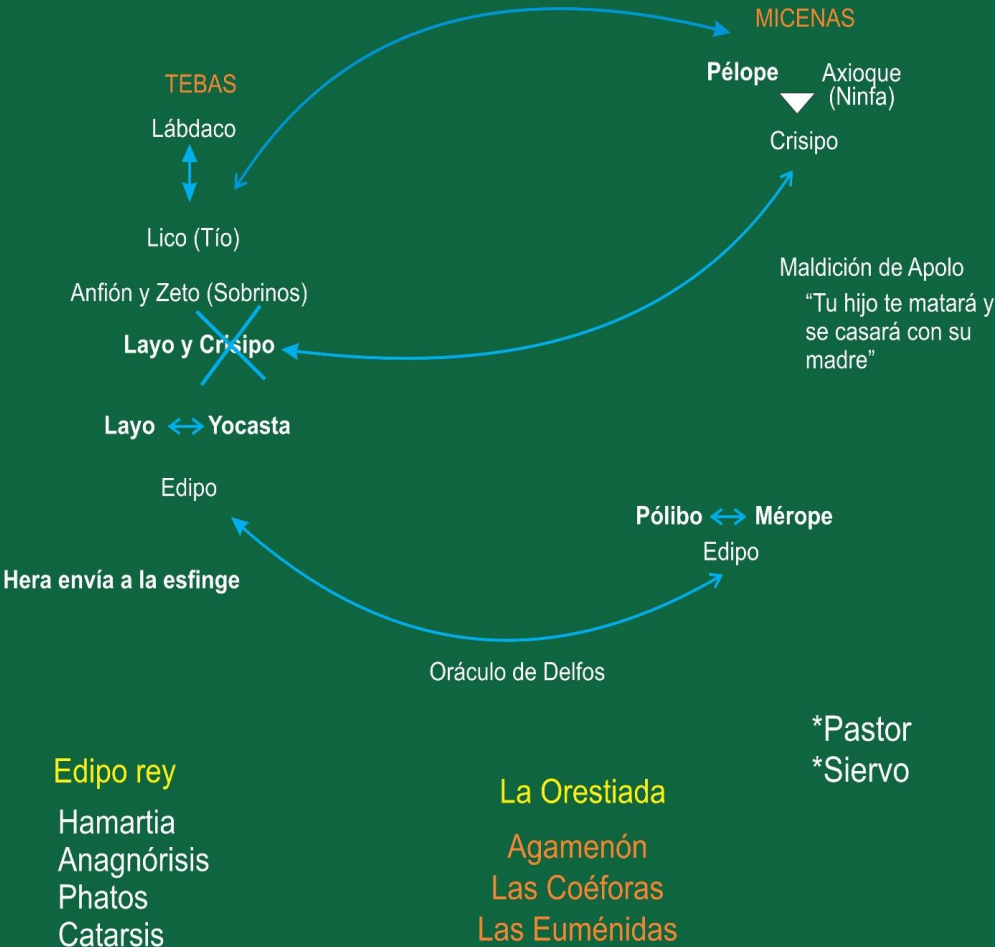 MICENAS
TEBAS
Pélope
Axioque
(Ninfa)
Lábdaco
Crisipo
Lico (Tío)
Anfión y Zeto (Sobrinos)
Layo y Crisipo
Maldición de Apolo
“Tu hijo te matará y
se casará con su
madre”
Layo
Yocasta
Edipo
Pólibo
Mérope
Edipo
Hera envía a la esfinge
Oráculo de Delfos
*Pastor
*Siervo
Edipo rey
Hamartia
Anagnórisis
Phatos
Catarsis
La Orestiada
Agamenón
Las Coéforas
Las Euménidas